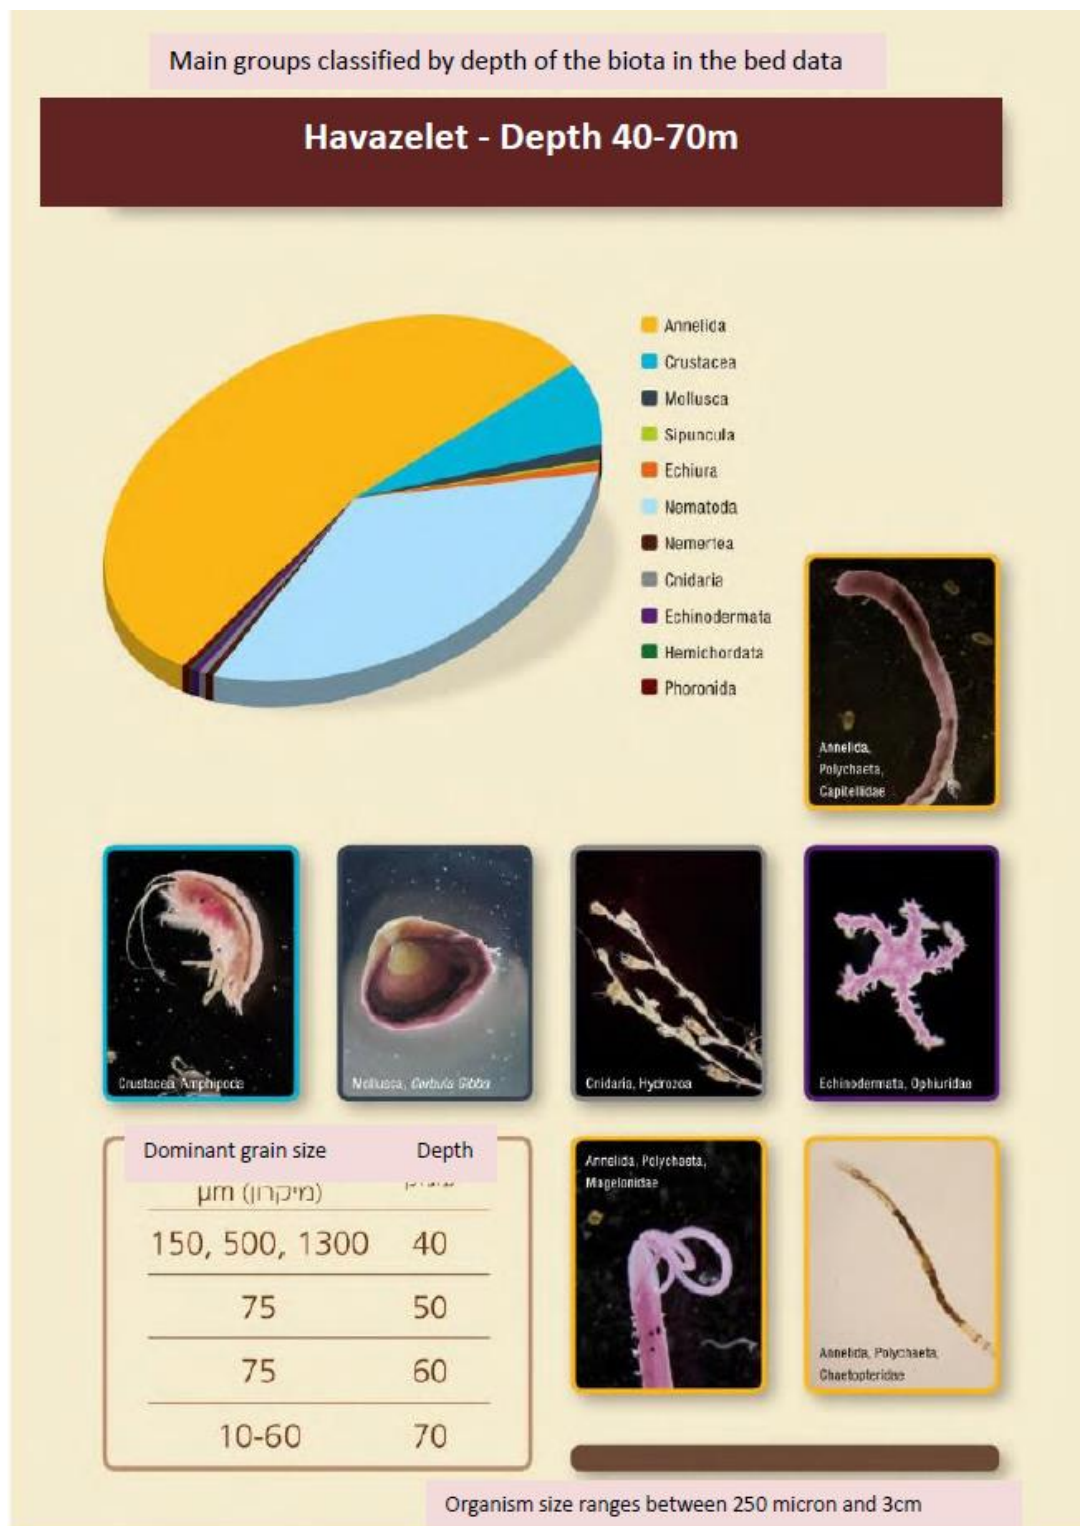 Main groups classified by depth of the biota in the bed data
Havazelet - Depth 40-70m
Annelida
Crustacea
Mollusca
Sipuncula
Echiura
Nematoda
Nemertea
Cnidaria
Echinodermata
Hemichordata
Phoronida
Annelida,
Polychaeta,
Capitellidae
Crustacea, Amphipoda
Mollusca, Corbula Gibba
Cnidaria, Hydrozoa
Echinodermata, Ophiuridae
Dominant grain size Depth
μm (מיקרון)
150, 500, 1300 40
75 50
75 60
10-60 70
Annelida, Polychaeta,
Magelonidae
Annelida, Polychaeta,
Chaetopteridae
Organism size ranges between 250 micron and 3cm